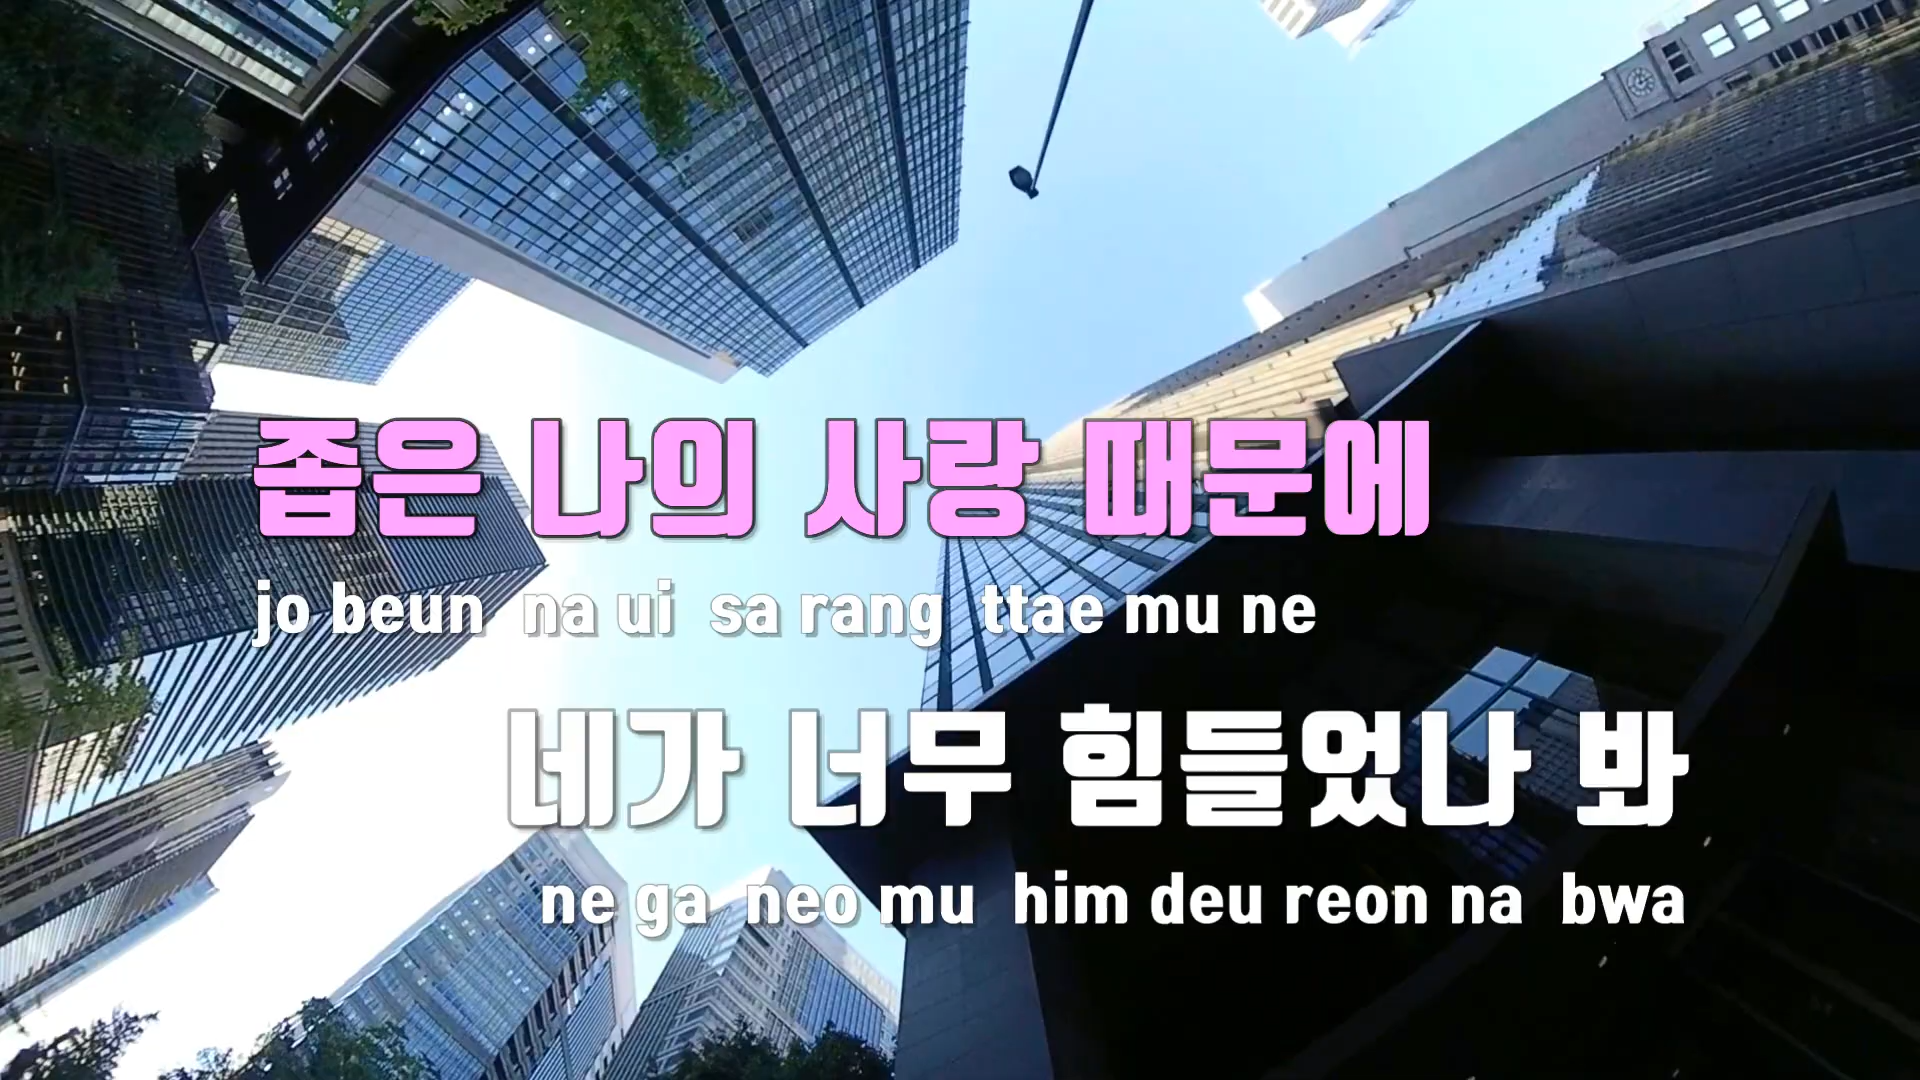 좁은 나의 사랑 때문에
jo beun na ui sa rang ttae mu ne
네가 너무 힘들었나 봐
ne ga neo mu him deu reon na bwa